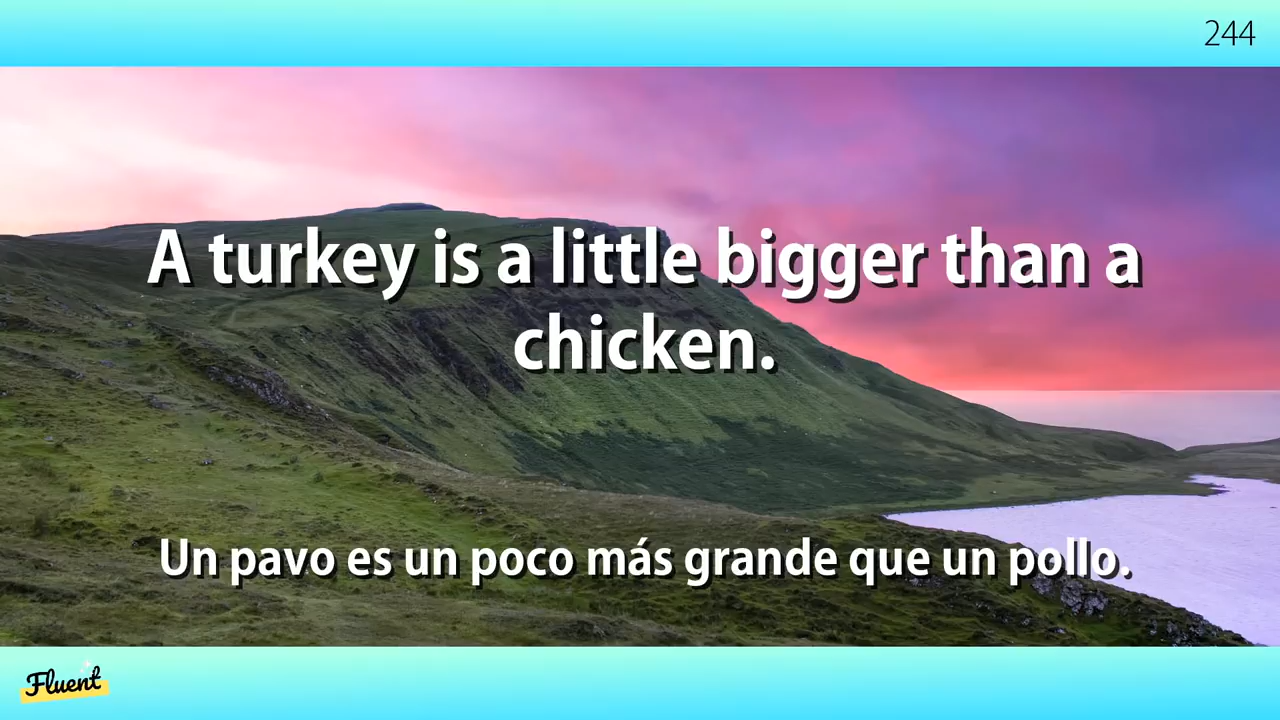 244
A turkey is a little bigger than a
chicken.
Un pavo es un poco más grande que un pollo.
Fluent